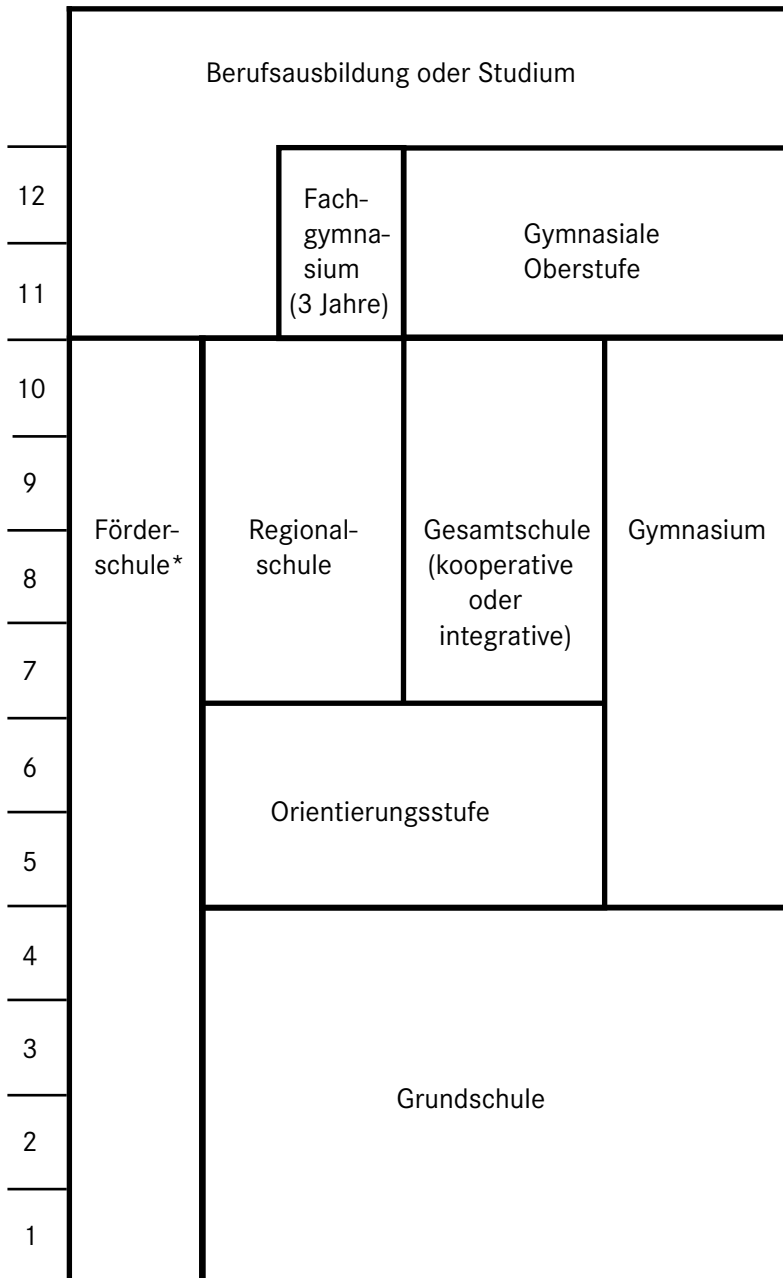 Berufsausbildung oder Studium
12
Fach-
gymna-
sium
(3 Jahre)
Gymnasiale
Oberstufe
11
10
9
Förder-
schule*
Regional-
schule
Gesamtschule
(kooperative
oder
integrative)
Gymnasium
8
7
6
Orientierungsstufe
5
4
3
Grundschule
2
1